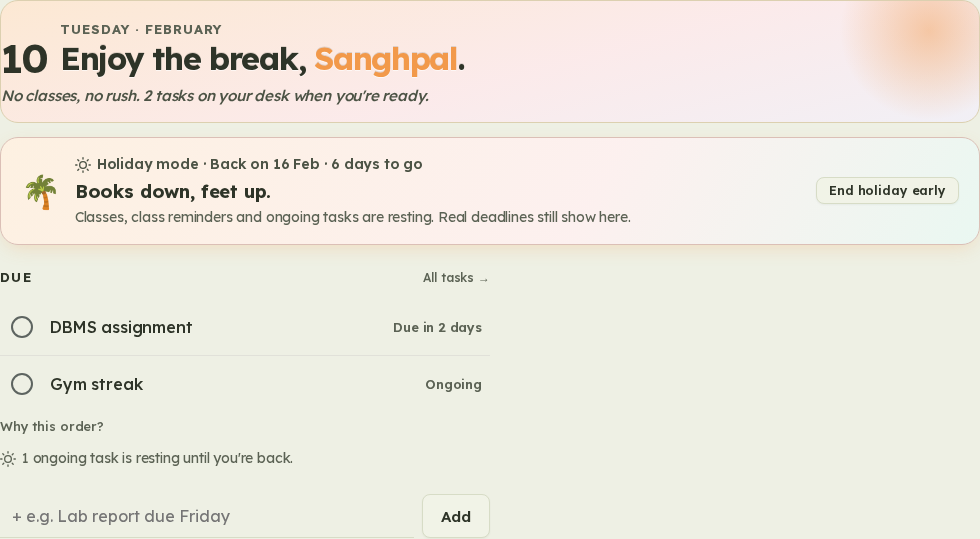 TUESDAY · FEBRUARY
10 Enjoy the break, Sanghpal.
No classes, no rush. 2 tasks on your desk when you're ready.
Holiday mode · Back on 16 Feb · 6 days to go
Books down, feet up.
Classes, class reminders and ongoing tasks are resting. Real deadlines still show here.
End holiday early
DUE All tasks →
DBMS assignment Due in 2 days
Gym streak Ongoing
Why this order?
1 ongoing task is resting until you're back.
+ e.g. Lab report due Friday Add